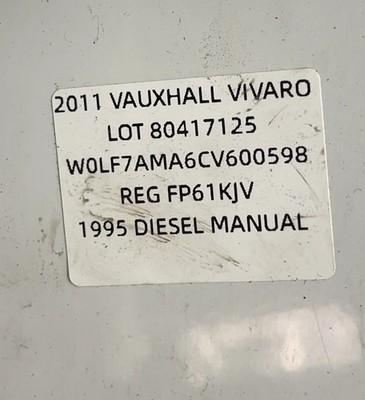 2011 VAUXHALL VIVARO
LOT 80417125
W0LF7AMA6CV600598
REG FP61KJV
1995 DIESEL MANUAL